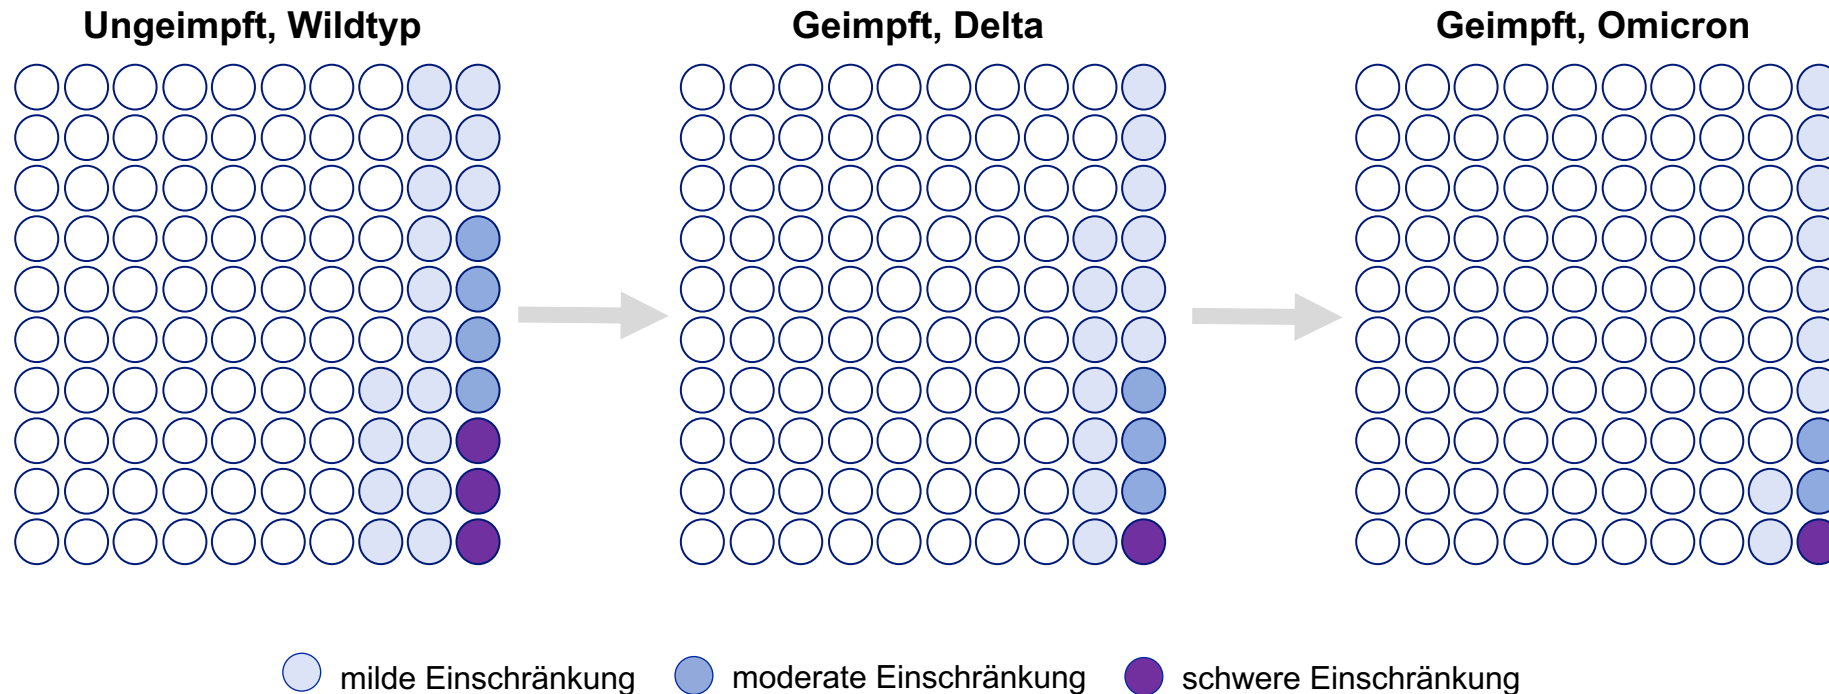 Ungeimpft, Wildtyp
Geimpft, Delta
Geimpft, Omicron
milde Einschränkung
moderate Einschränkung
schwere Einschränkung